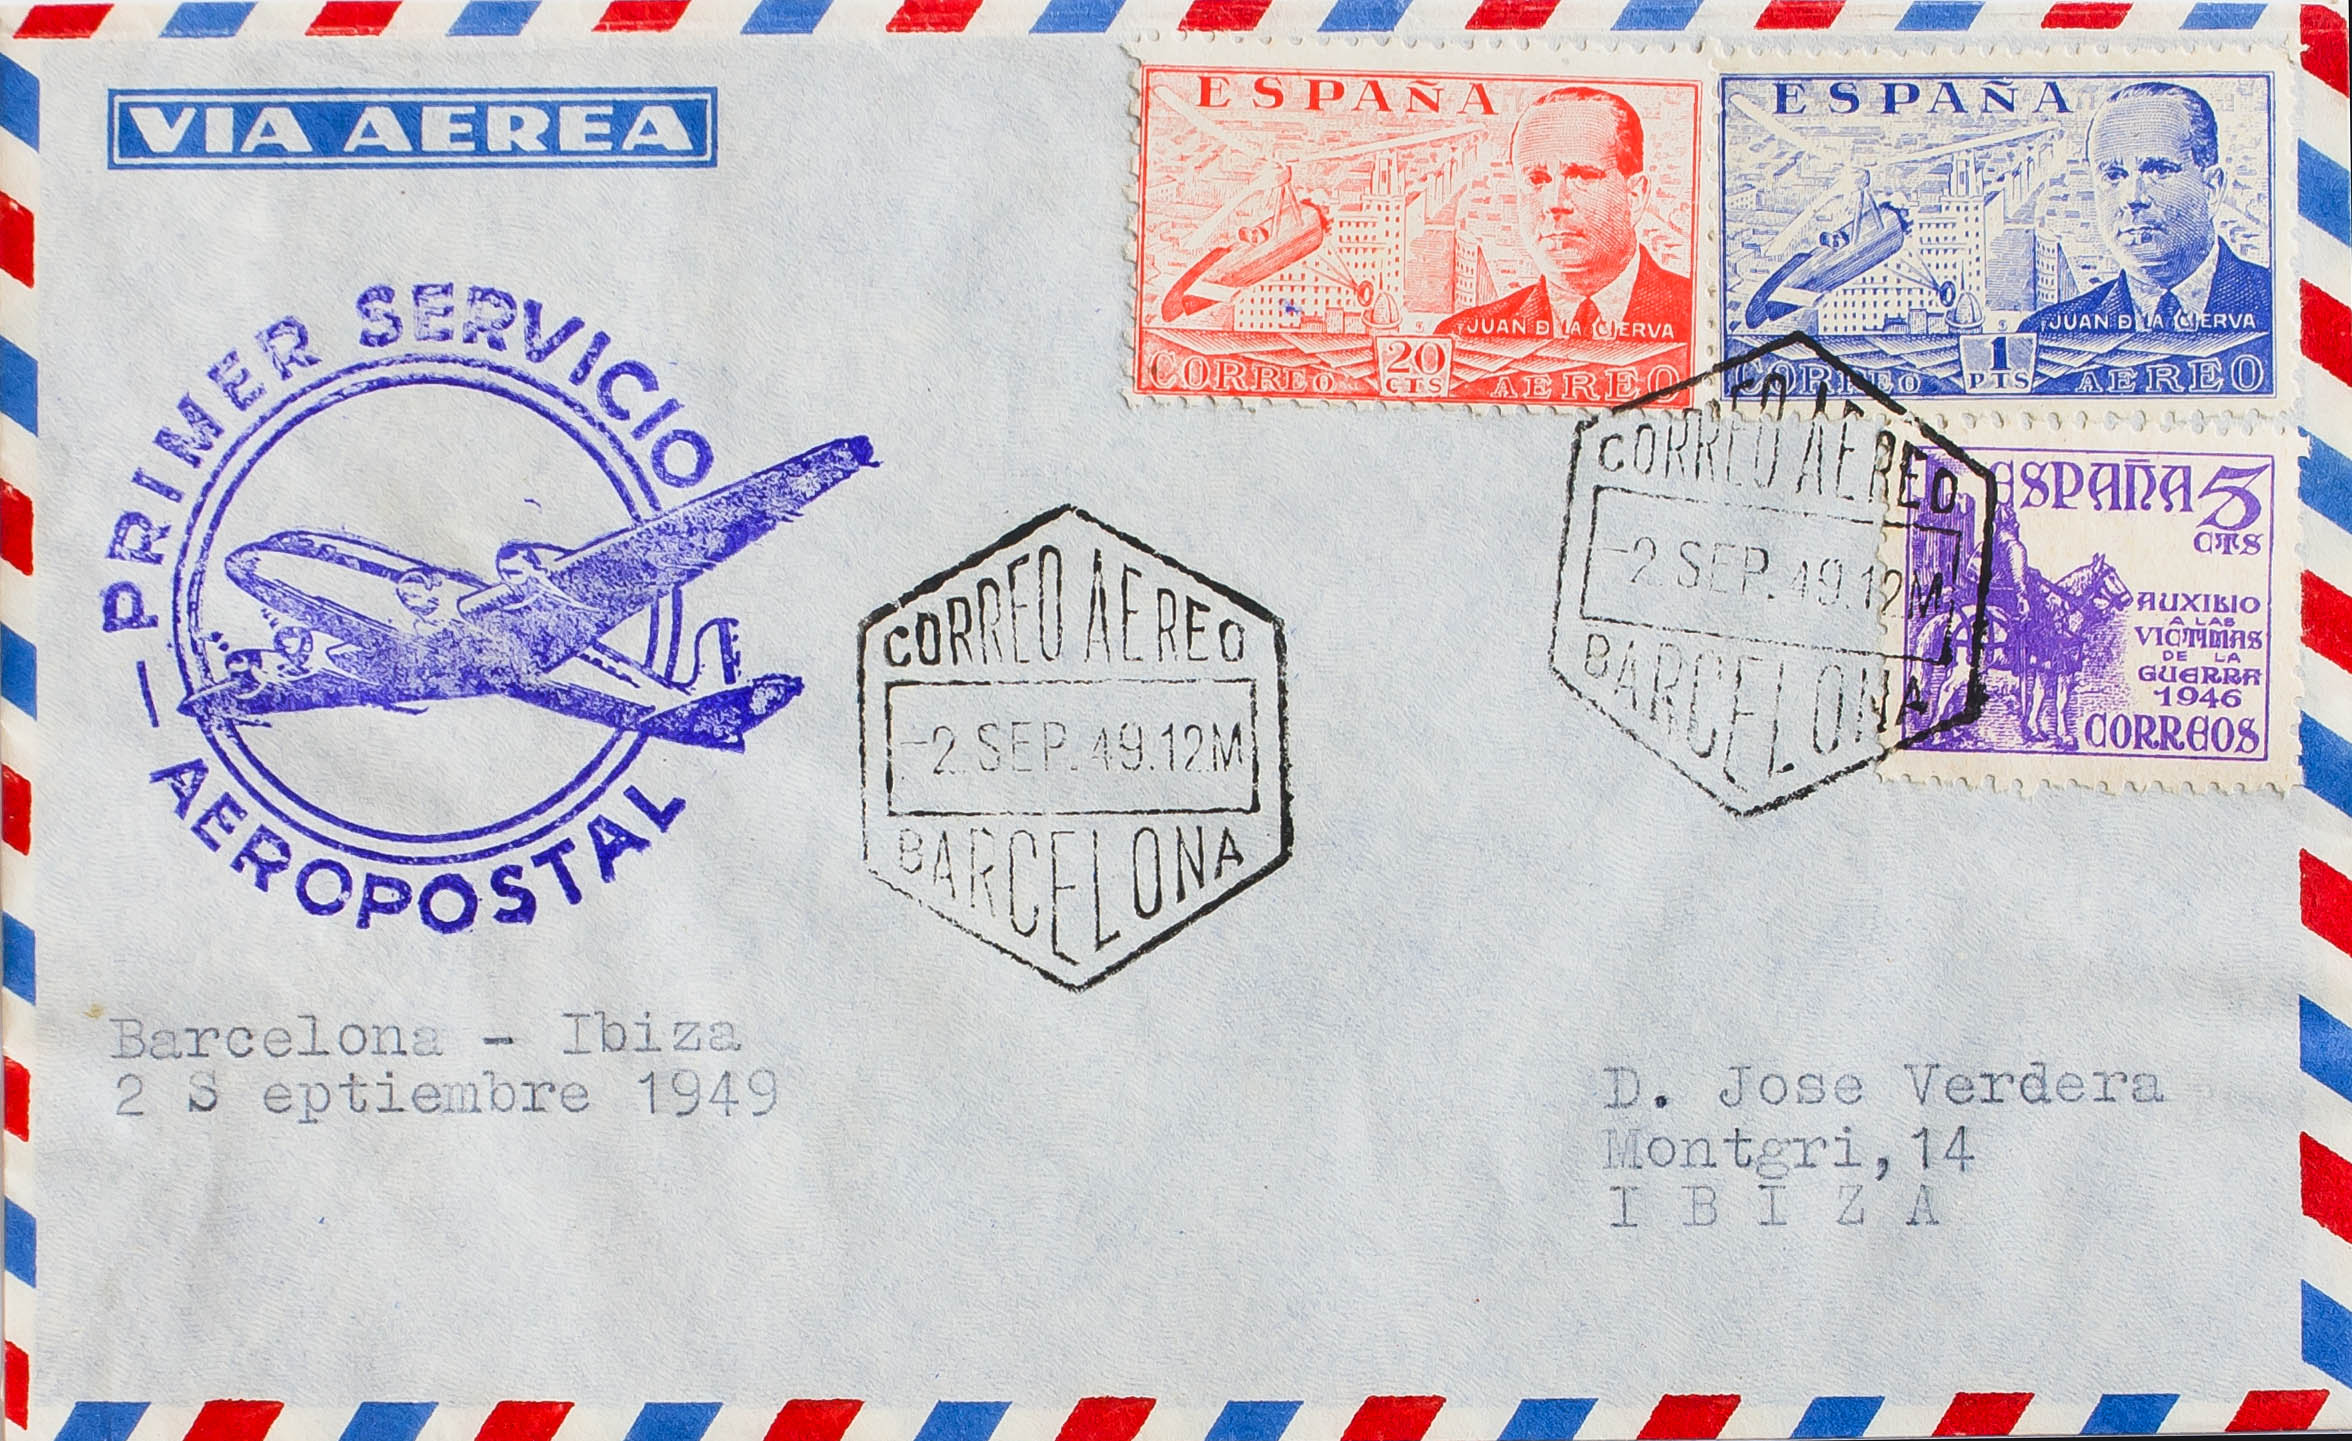 VIA AEREA
ESPAÑA
JUAN D LA CIERVA
20
CTS
CORREO AEREO
ESPAÑA
JUAN D LA CIERVA
1
PTS
CORREO AEREO
ESPAÑA 5
CTS
AUXILIO
A LAS
VICTIMAS
DE LA
GUERRA
1946
CORREOS
PRIMER SERVICIO
AEROPOSTAL
CORREO AEREO
-2.SEP.49.12M
BARCELONA
CORREO AEREO
-2.SEP.49.12M
BARCELONA
Barcelona - Ibiza
2 S eptiembre 1949
D. Jose Verdera
Montgri,14
I B I Z A